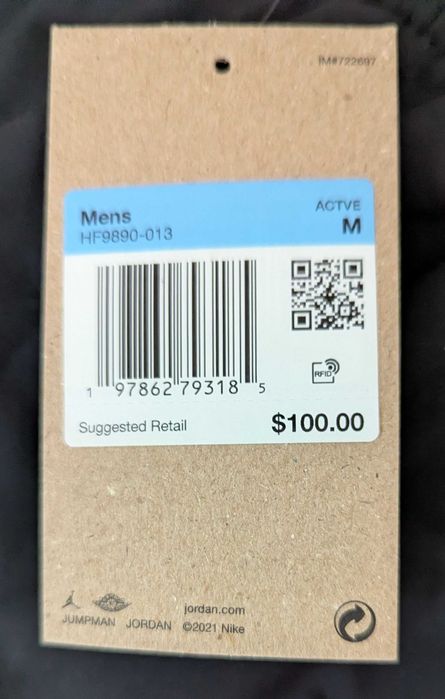 IM#722697
Mens
ACTVE
HF9890-013
M
RFID
1 97862 79318 5
Suggested Retail
$100.00
jordan.com
JUMPMAN JORDAN ©2021 Nike